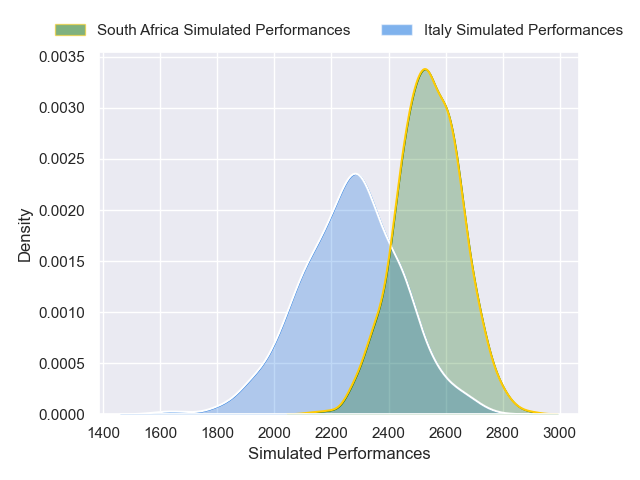 South Africa Simulated Performances Italy Simulated Performances
0.0035
0.0030
0.0025
0.0020
0.0015
0.0010
0.0005
0.0000
Density
1400 1600 1800 2000 2200 2400 2600 2800 3000
Simulated Performances